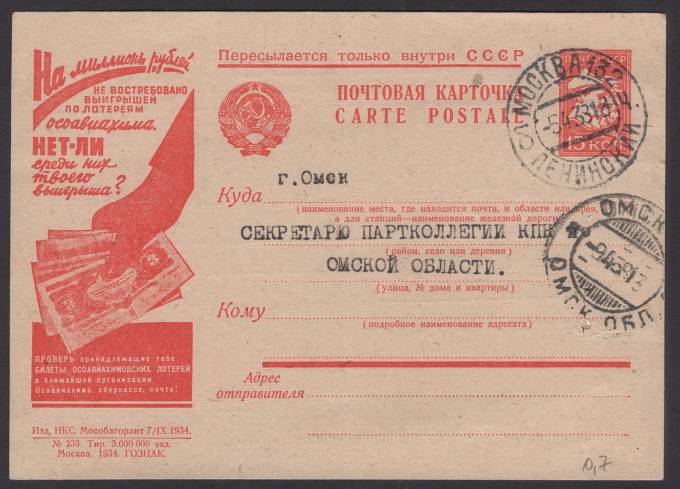 На миллионы рублей
НЕ ВОСТРЕБОВАНО
ВЫИГРЫШЕЙ
ПО ЛОТЕРЕЯМ
осоавиахима.
НЕТ-ЛИ
среди них
твоего
выигрыша?
ПРОВЕРЬ принадлежащие тебе
БИЛЕТЫ ОСОАВИАХИМОВСКИХ ЛОТЕРЕЙ
в ближайшей организации
Осоавиахима, сберкассе, почте!
Изд. НКС. Мособлгорлит 7/IX 1934.
№ 233. Тир. 3.000 000 экз.
Москва. 1934. ГОЗНАК.
Пересылается только внутри СССР
ПОЧТОВАЯ КАРТОЧК
CARTE POSTALE
15 КОП
МОСКВА 132
ЛЕНИНСКИЙ
г.Омск
Куда
(наименование места, где находится почта, и области или края,
а для станций—наименование железной дороги)
СЕКРЕТАРЮ ПАРТКОЛЛЕГИИ КПК
(район, село или деревня)
ОМСКОЙ ОБЛАСТИ.
(улица, № дома и квартиры)
Кому
(подробное наименование адресата)
Адрес
отправителя
ОМСК
ОМСК. ОБЛ.
0,7